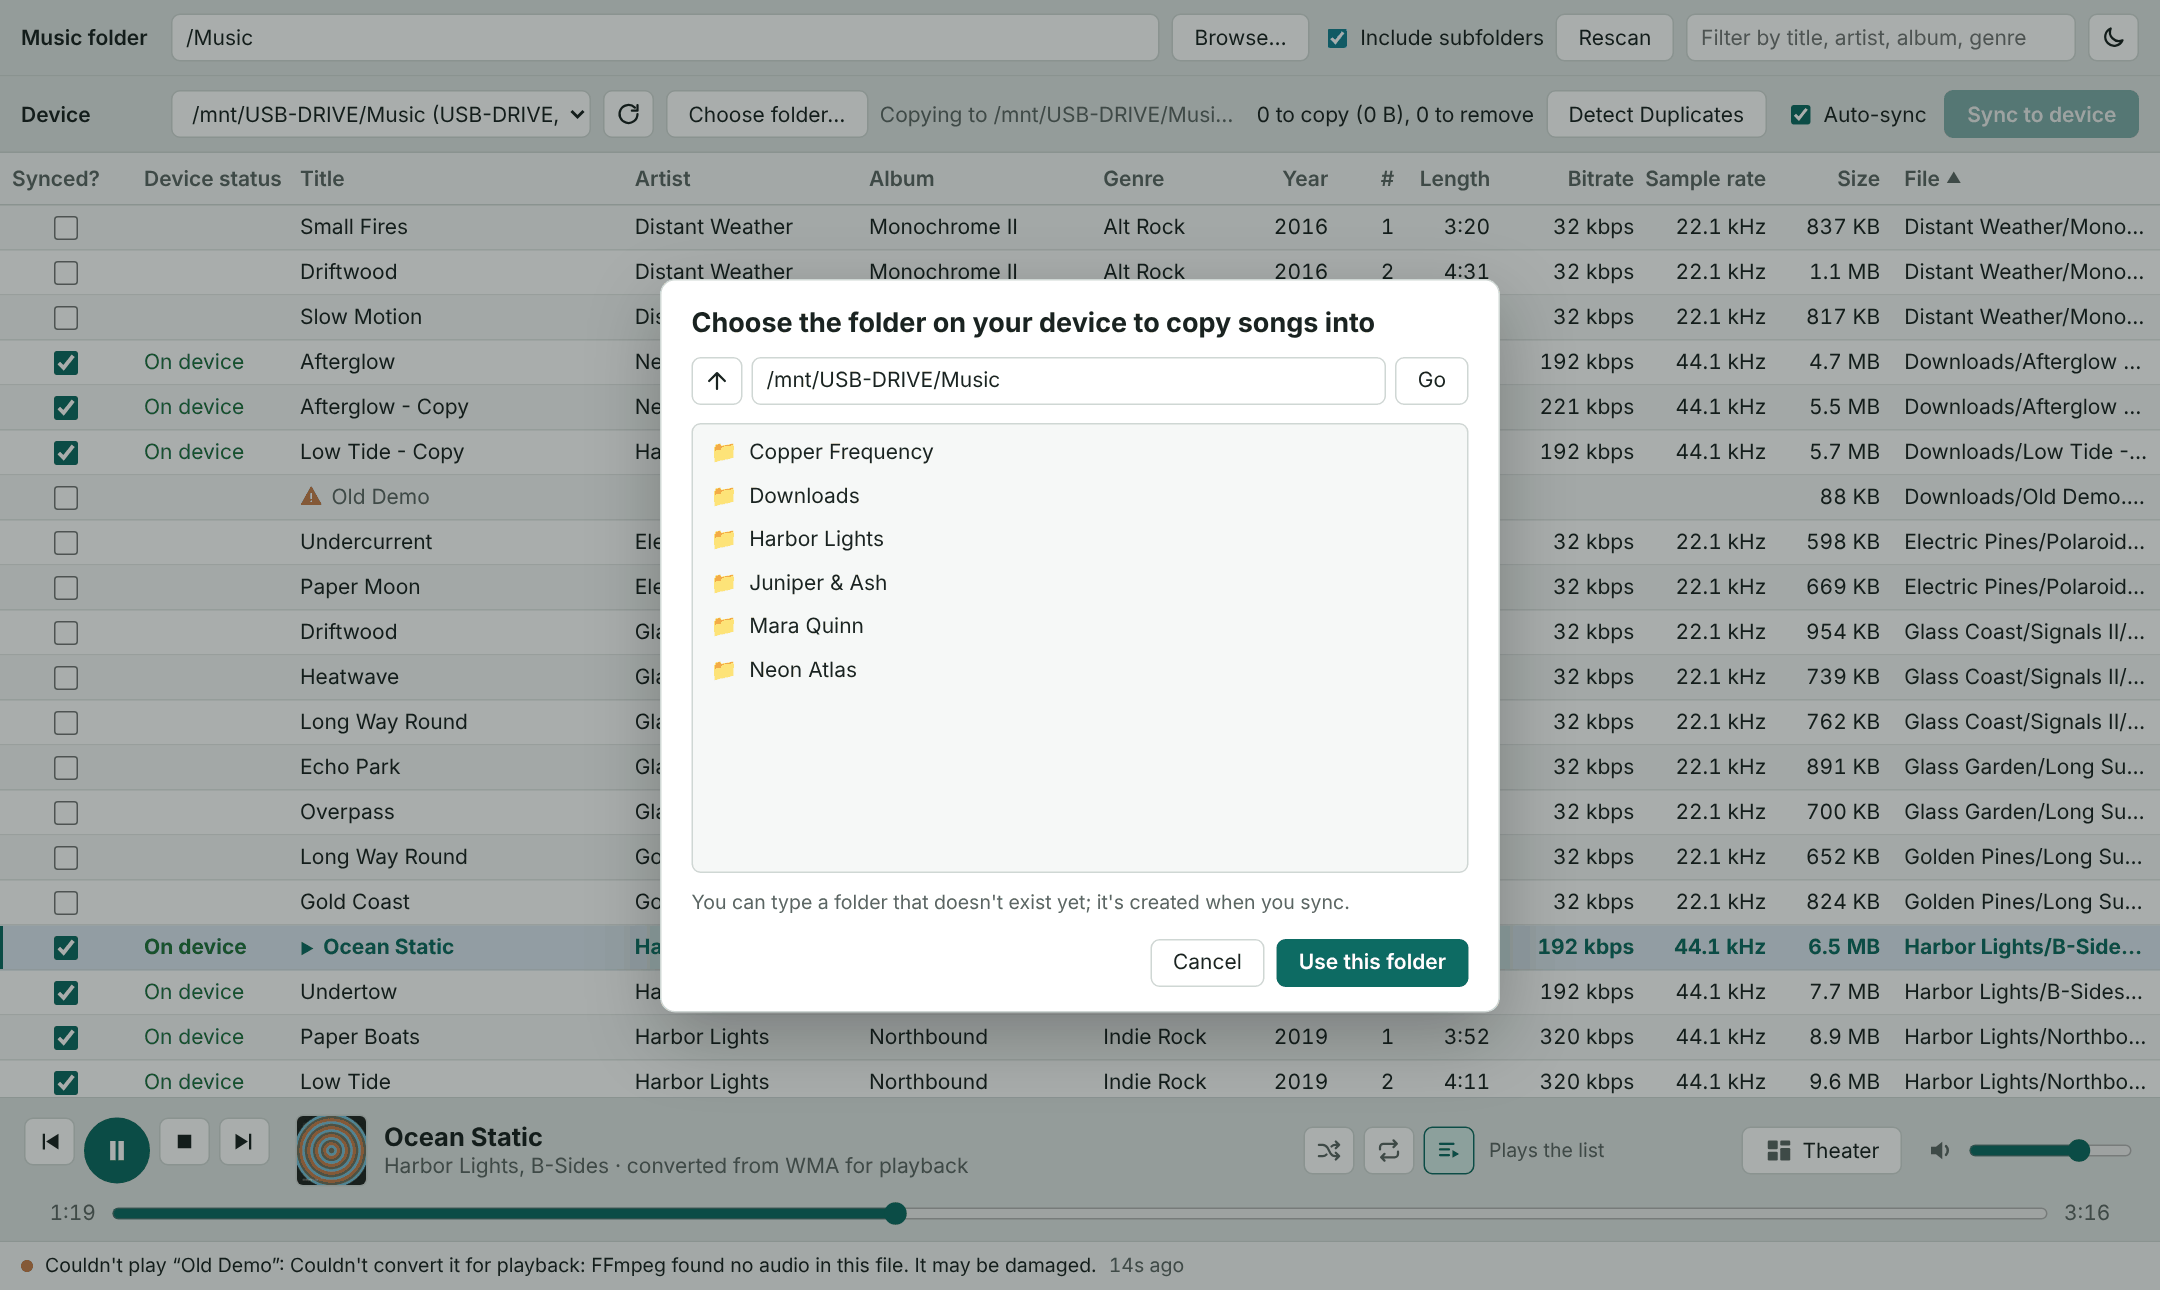 Music folder /Music Browse... Include subfolders Rescan Filter by title, artist, album, genre
Device /mnt/USB-DRIVE/Music (USB-DRIVE, Choose folder... Copying to /mnt/USB-DRIVE/Musi... 0 to copy (0 B), 0 to remove Detect Duplicates Auto-sync Sync to device
Synced? Device status Title Artist Album Genre Year # Length Bitrate Sample rate Size File
Small Fires Distant Weather Monochrome II Alt Rock 2016 1 3:20 32 kbps 22.1 kHz 837 KB Distant Weather/Mono...
Driftwood Distant Weather Monochrome II Alt Rock 2016 2 4:31 32 kbps 22.1 kHz 1.1 MB Distant Weather/Mono...
Slow Motion 32 kbps 22.1 kHz 817 KB Distant Weather/Mono...
On device Afterglow 192 kbps 44.1 kHz 4.7 MB Downloads/Afterglow ...
On device Afterglow - Copy 221 kbps 44.1 kHz 5.5 MB Downloads/Afterglow ...
On device Low Tide - Copy 192 kbps 44.1 kHz 5.7 MB Downloads/Low Tide -...
Old Demo 88 KB Downloads/Old Demo....
Undercurrent 32 kbps 22.1 kHz 598 KB Electric Pines/Polaroid...
Paper Moon 32 kbps 22.1 kHz 669 KB Electric Pines/Polaroid...
Driftwood 32 kbps 22.1 kHz 954 KB Glass Coast/Signals II/...
Heatwave 32 kbps 22.1 kHz 739 KB Glass Coast/Signals II/...
Long Way Round 32 kbps 22.1 kHz 762 KB Glass Coast/Signals II/...
Echo Park 32 kbps 22.1 kHz 891 KB Glass Garden/Long Su...
Overpass 32 kbps 22.1 kHz 700 KB Glass Garden/Long Su...
Long Way Round 32 kbps 22.1 kHz 652 KB Golden Pines/Long Su...
Gold Coast 32 kbps 22.1 kHz 824 KB Golden Pines/Long Su...
On device Ocean Static 192 kbps 44.1 kHz 6.5 MB Harbor Lights/B-Side...
On device Undertow 192 kbps 44.1 kHz 7.7 MB Harbor Lights/B-Sides...
On device Paper Boats Harbor Lights Northbound Indie Rock 2019 1 3:52 320 kbps 44.1 kHz 8.9 MB Harbor Lights/Northbo...
On device Low Tide Harbor Lights Northbound Indie Rock 2019 2 4:11 320 kbps 44.1 kHz 9.6 MB Harbor Lights/Northbo...
Choose the folder on your device to copy songs into
/mnt/USB-DRIVE/Music Go
Copper Frequency
Downloads
Harbor Lights
Juniper & Ash
Mara Quinn
Neon Atlas
You can type a folder that doesn't exist yet; it's created when you sync.
Cancel Use this folder
Ocean Static
Harbor Lights, B-Sides · converted from WMA for playback
Plays the list Theater
1:19 3:16
Couldn't play “Old Demo”: Couldn't convert it for playback: FFmpeg found no audio in this file. It may be damaged. 14s ago